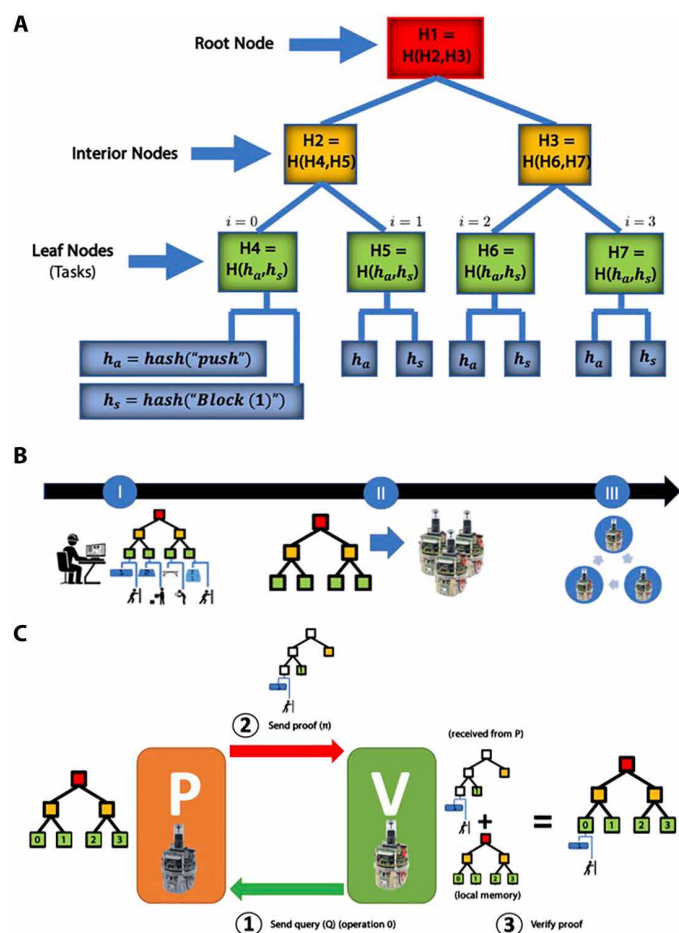 A
Root Node
H1 =
H(H2,H3)
Interior Nodes
H2 =
H(H4,H5)
H3 =
H(H6,H7)
i = 0
i = 1
i = 2
i = 3
Leaf Nodes
(Tasks)
H4 =
H(hₐ,hₛ)
H5 =
H(hₐ,hₛ)
H6 =
H(hₐ,hₛ)
H7 =
H(hₐ,hₛ)
hₐ = hash("push")
hₛ = hash("Block (1)")
hₐ
hₛ
hₐ
hₛ
hₐ
hₛ
B
I
II
III
C
1
2 Send proof (π)
(received from P)
P
V
1
+
=
0 1 2 3
0 1 2 3
0 1 2 3
(local memory)
1 Send query (Q) (operation 0)
3 Verify proof